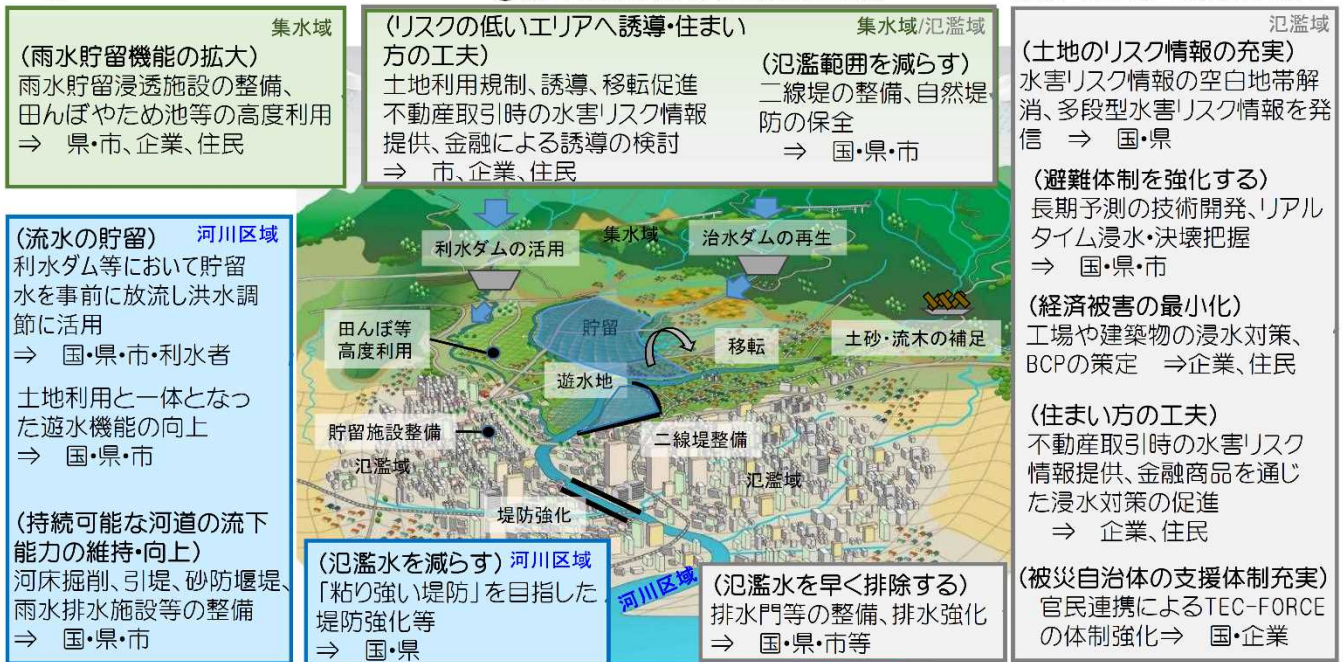 集水域
(雨水貯留機能の拡大)
雨水貯留浸透施設の整備、
田んぼやため池等の高度利用
⇒ 県・市、企業、住民
集水域/氾濫域
(リスクの低いエリアへ誘導・住まい
方の工夫)
土地利用規制、誘導、移転促進
不動産取引時の水害リスク情報
提供、金融による誘導の検討
⇒ 市、企業、住民
(氾濫範囲を減らす)
二線堤の整備、自然堤
防の保全
⇒ 国・県・市
氾濫域
(土地のリスク情報の充実)
水害リスク情報の空白地帯解
消、多段型水害リスク情報を発
信 ⇒ 国・県
(避難体制を強化する)
長期予測の技術開発、リアル
タイム浸水・決壊把握
⇒ 国・県・市
(経済被害の最小化)
工場や建築物の浸水対策、
BCPの策定 ⇒企業、住民
(住まい方の工夫)
不動産取引時の水害リスク
情報提供、金融商品を通じ
た浸水対策の促進
⇒ 企業、住民
(被災自治体の支援体制充実)
官民連携によるTEC-FORCE
の体制強化⇒ 国・企業
(流水の貯留) 河川区域
利水ダム等において貯留
水を事前に放流し洪水調
節に活用
⇒ 国・県・市・利水者
土地利用と一体となっ
た遊水機能の向上
⇒ 国・県・市
(持続可能な河道の流下
能力の維持・向上)
河床掘削、引堤、砂防堰堤、
雨水排水施設等の整備
⇒ 国・県・市
利水ダムの活用
集水域
治水ダムの再生
田んぼ等
高度利用
貯留
移転
土砂・流木の補足
遊水地
貯留施設整備
二線堤整備
氾濫域
氾濫域
堤防強化
河川区域
(氾濫水を減らす) 河川区域
「粘り強い堤防」を目指した
堤防強化等
⇒ 国・県
(氾濫水を早く排除する)
排水門等の整備、排水強化
⇒ 国・県・市等